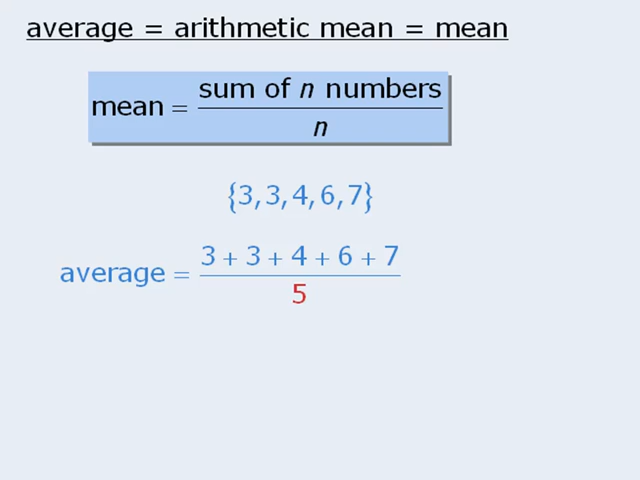 average = arithmetic mean = mean
mean = sum of n numbers / n
{3, 3, 4, 6, 7}
average = 3 + 3 + 4 + 6 + 7 / 5